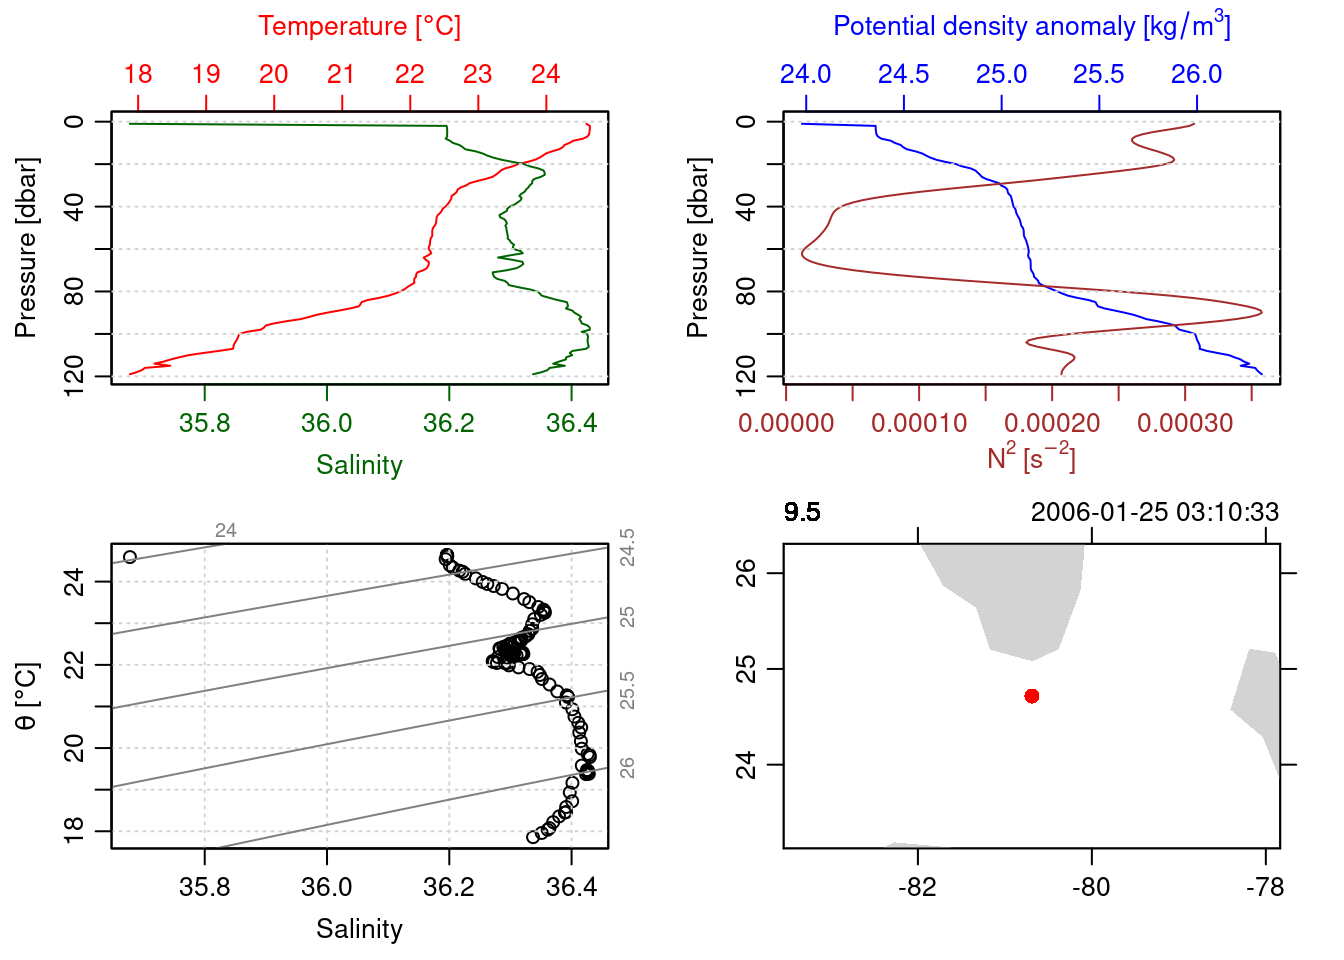 Temperature [°C]
18 19 20 21 22 23 24
Pressure [dbar]
0 40 80 120
35.8 36.0 36.2 36.4
Salinity
Potential density anomaly [kg/m³]
24.0 24.5 25.0 25.5 26.0
Pressure [dbar]
0 40 80 120
0.00000 0.00010 0.00020 0.00030
N² [s⁻²]
24
24.5
25
25.5
26
θ [°C]
24 22 20 18
35.8 36.0 36.2 36.4
Salinity
9.5 2006-01-25 03:10:33
26 25 24
-82 -80 -78